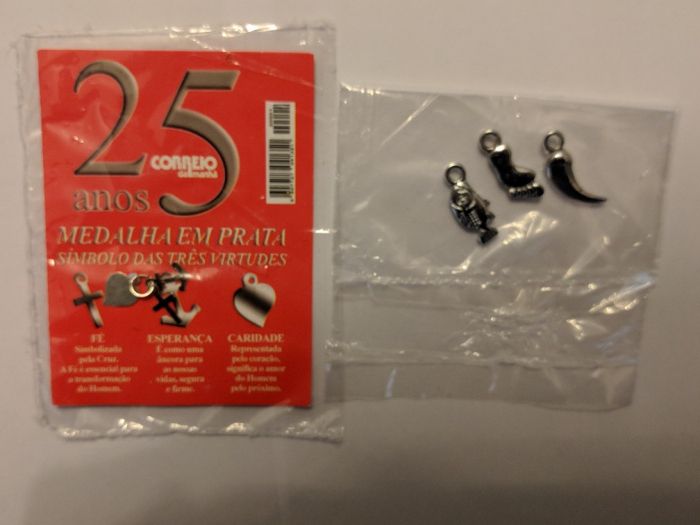 25
anos
CORREIO
da manhã
MEDALHA EM PRATA
SÍMBOLO DAS TRÊS VIRTUDES
FÉ
Simbolizada
pela Cruz.
A Fé é essencial para
a transformação
do Homem.
ESPERANÇA
É como uma
âncora para
as nossas
vidas, segura
e firme.
CARIDADE
Representada
pelo coração,
significa o amor
do Homem
pelo próximo.